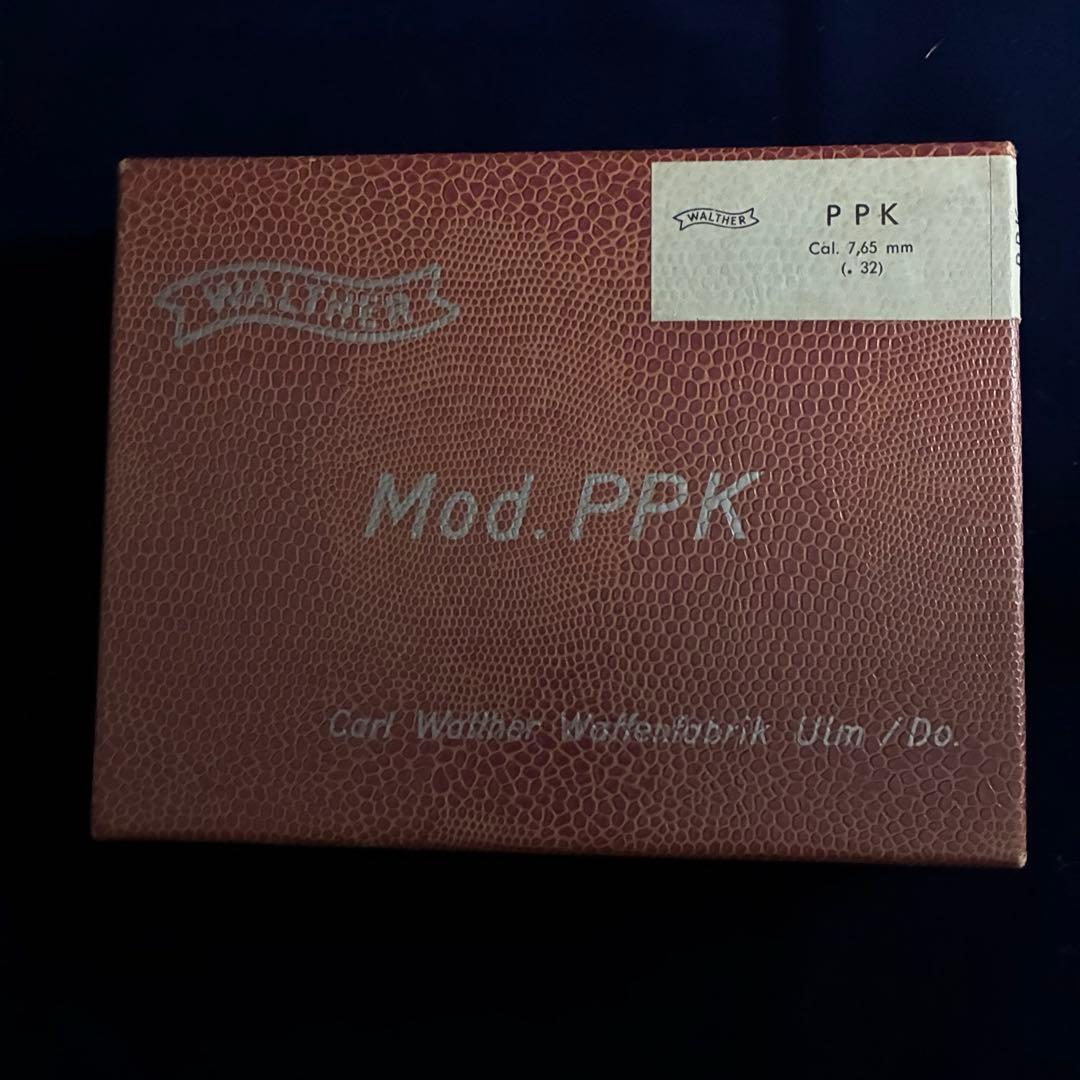 WALTHER
PPK
Cal. 7,65 mm
(. 32)
WALTHER
Mod. PPK
Carl Walther Waffenfabrik Ulm / Do.